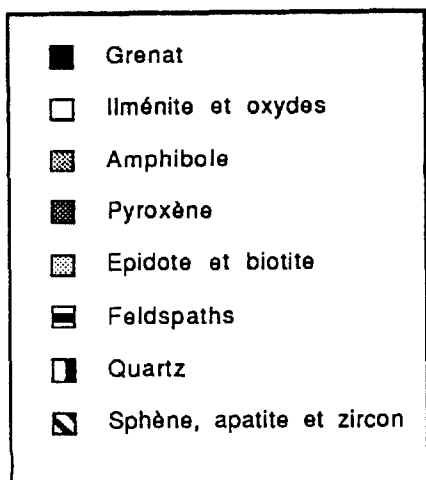 Grenat
Ilménite et oxydes
Amphibole
Pyroxène
Epidote et biotite
Feldspaths
Quartz
Sphène, apatite et zircon